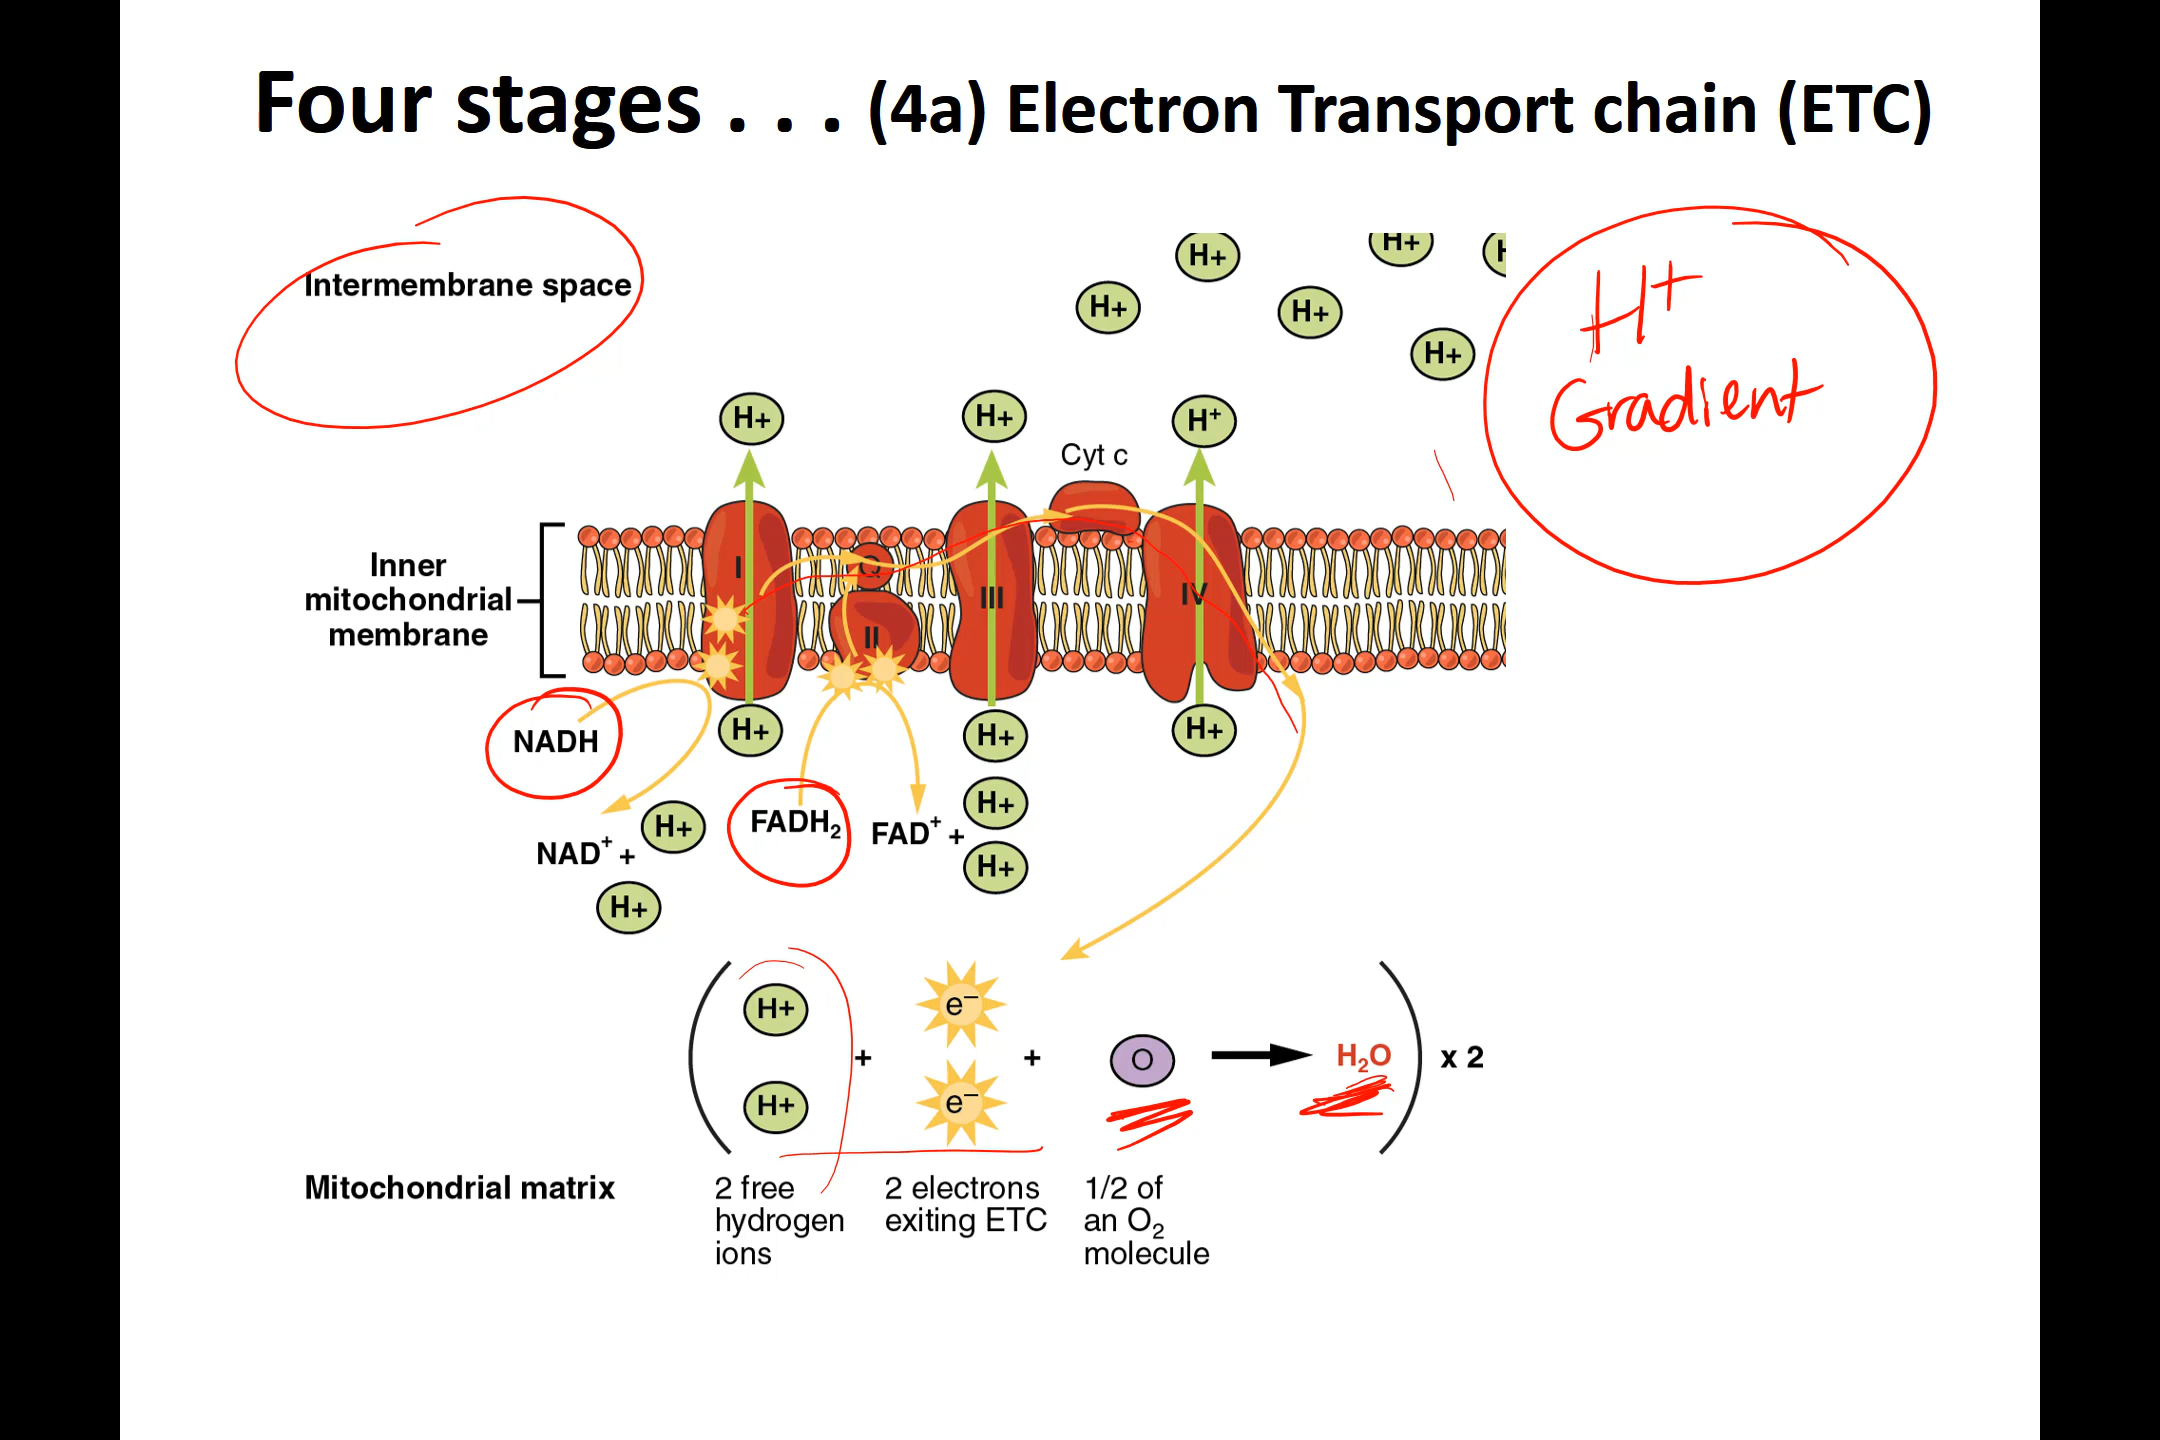 Four stages . . . (4a) Electron Transport chain (ETC)
Intermembrane space
H+
H+
H+
H+
H+
H+
Gradient
H+
H+
H+
Cyt c
Inner
mitochondrial
membrane
I
Q
II
III
IV
NADH
H+
H+
H+
H+
H+
FADH₂
FAD⁺ +
H+
NAD⁺ +
H+
H+
H+
e⁻
+
+
O
H₂O
x 2
H+
e⁻
Mitochondrial matrix
2 free
hydrogen
ions
2 electrons
exiting ETC
1/2 of
an O₂
molecule